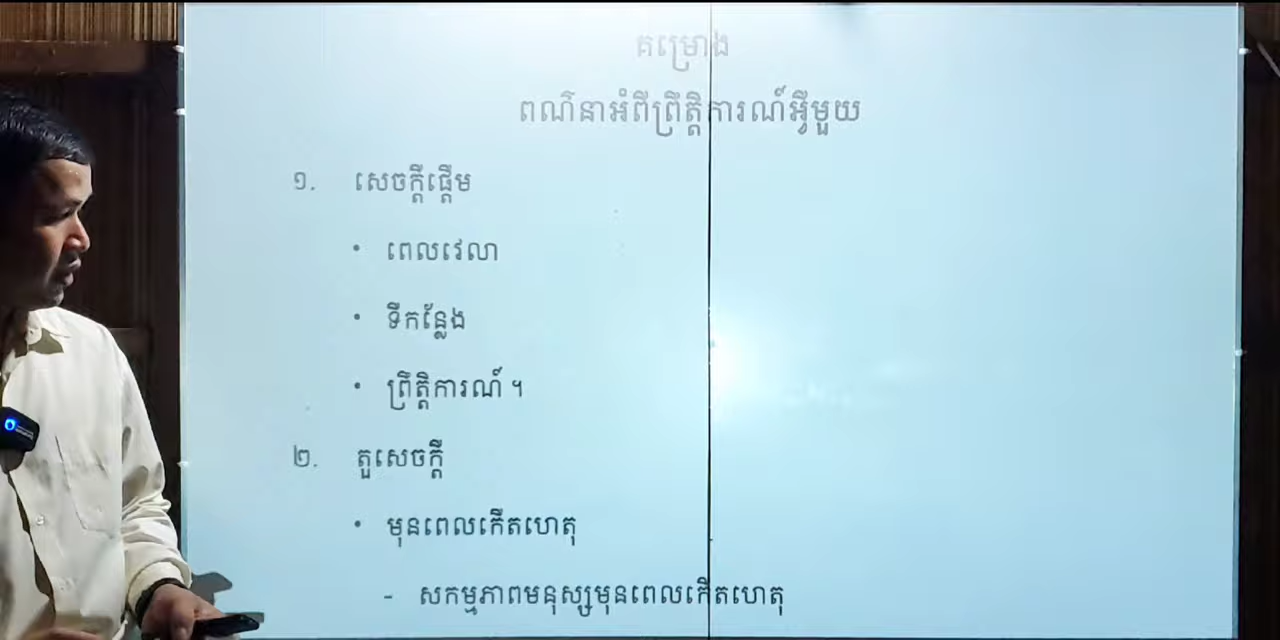 គម្រោង
ពណ៌នាអំពីព្រឹត្តិការណ៍អ្វីមួយ
១. សេចក្តីផ្តើម
• ពេលវេលា
• ទីកន្លែង
• ព្រឹត្តិការណ៍ ។
២. តួសេចក្តី
• មុនពេលកើតហេតុ
- សកម្មភាពមនុស្សមុនពេលកើតហេតុ